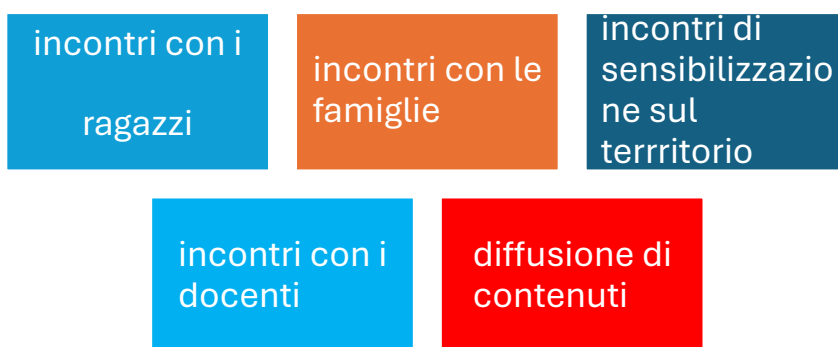 incontri con i
ragazzi
incontri con le
famiglie
incontri di
sensibilizzazio
ne sul
terrritorio
incontri con i
docenti
diffusione di
contenuti